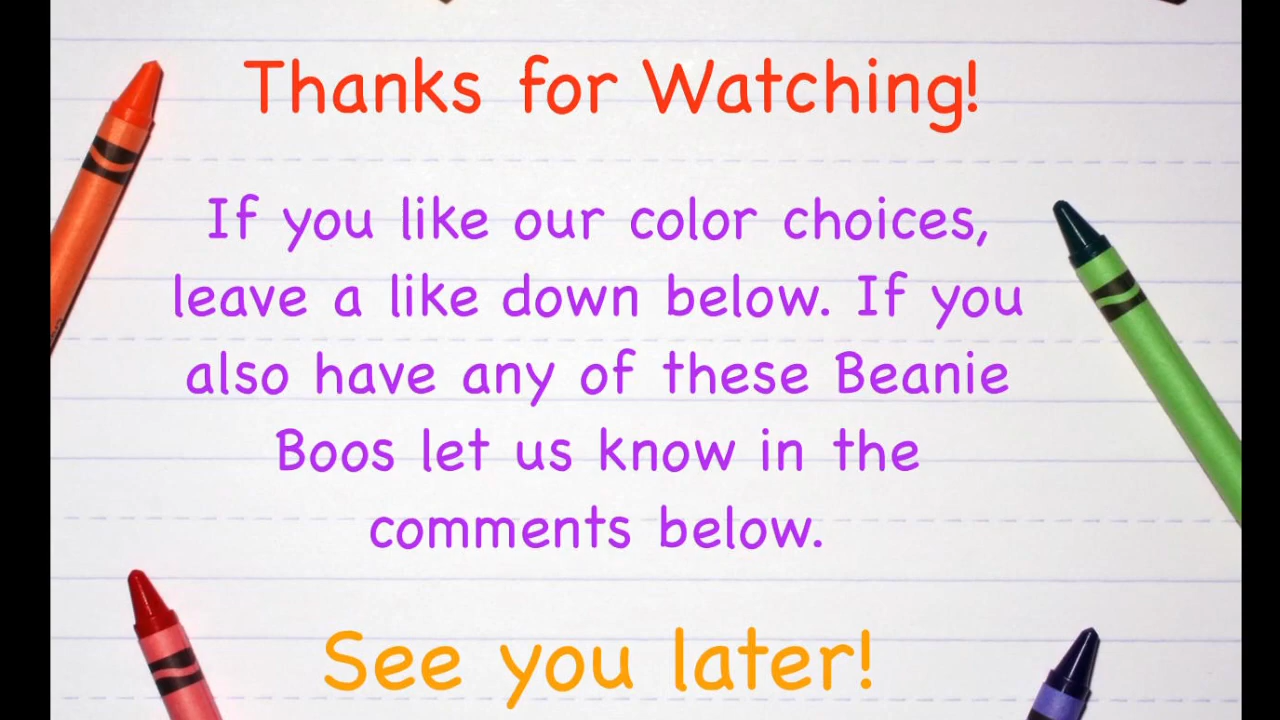 Thanks for Watching!
If you like our color choices,
leave a like down below. If you
also have any of these Beanie
Boos let us know in the
comments below.
See you later!